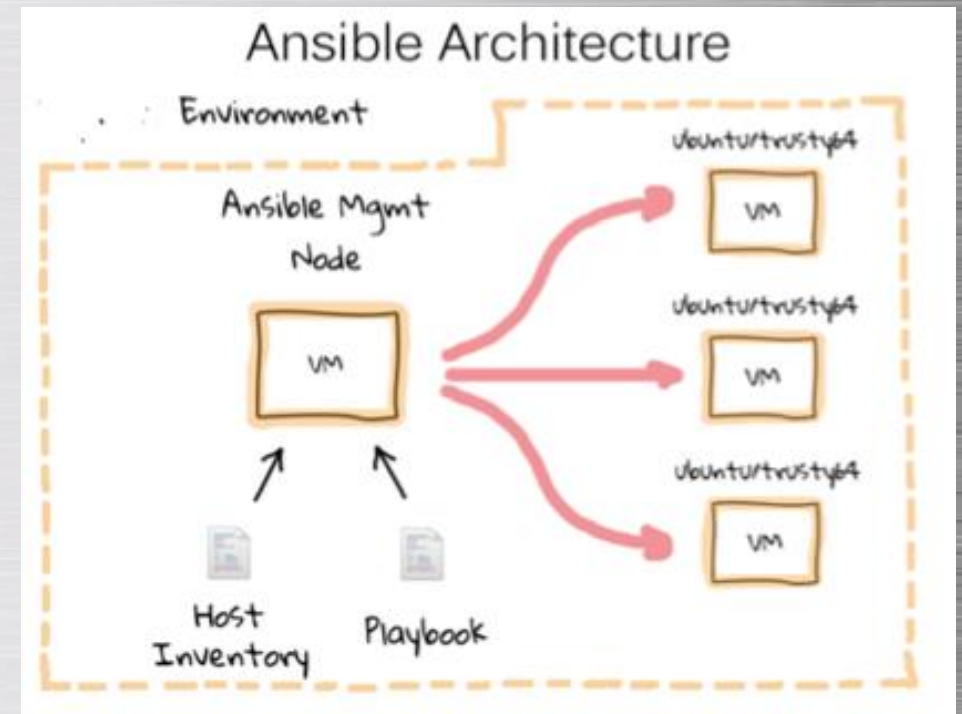 Ansible Architecture
Environment
Ansible Mgmt
Node
VM
Host
Inventory
Playbook
ubuntu/trusty64
VM
ubuntu/trusty64
VM
ubuntu/trusty64
VM